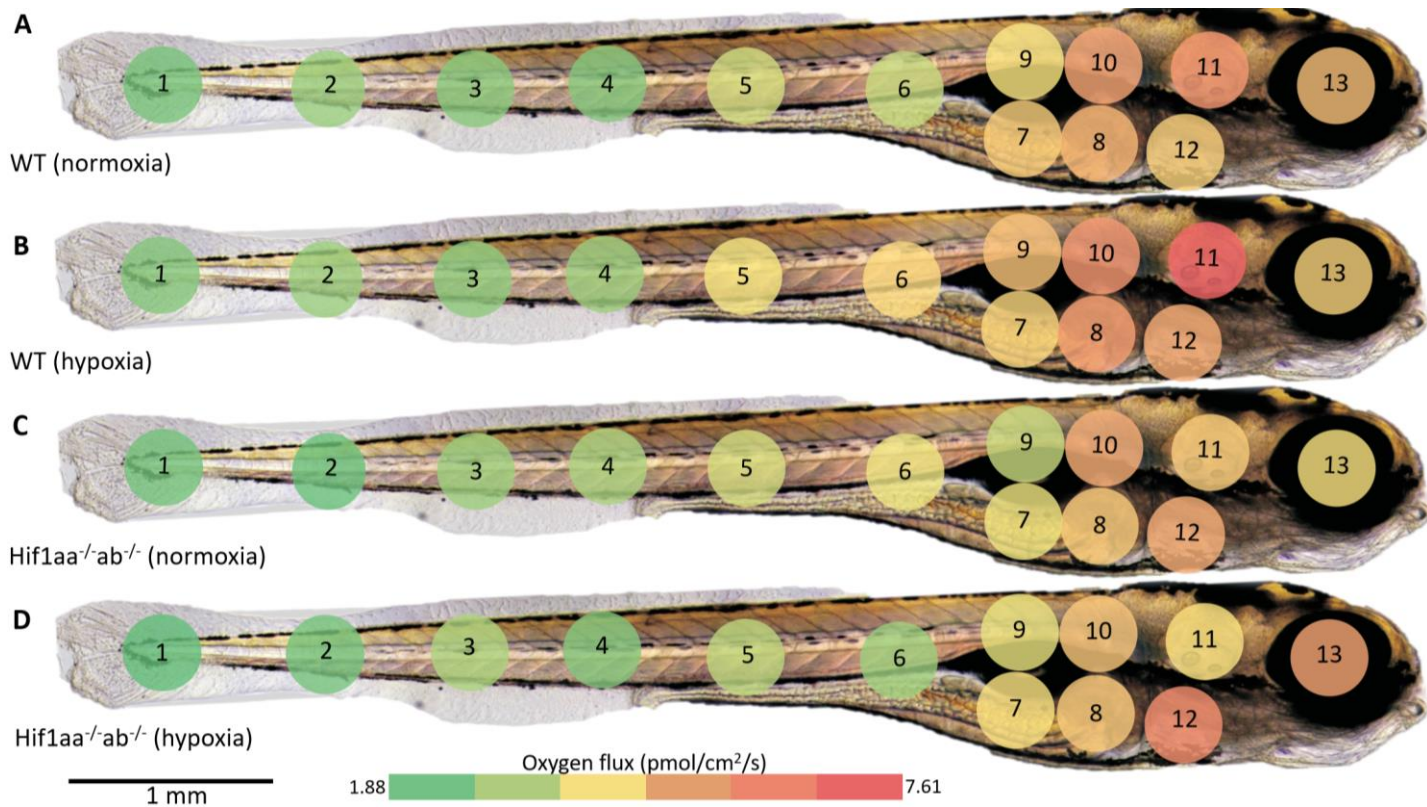 A
1 2 3 4 5 6 9 10 11 13
7 8 12
WT (normoxia)
B
1 2 3 4 5 6 9 10 11 13
7 8 12
WT (hypoxia)
C
1 2 3 4 5 6 9 10 11 13
7 8 12
Hif1aa⁻/⁻ab⁻/⁻ (normoxia)
D
1 2 3 4 5 6 9 10 11 13
7 8 12
Hif1aa⁻/⁻ab⁻/⁻ (hypoxia)
Oxygen flux (pmol/cm²/s)
1.88 7.61
1 mm